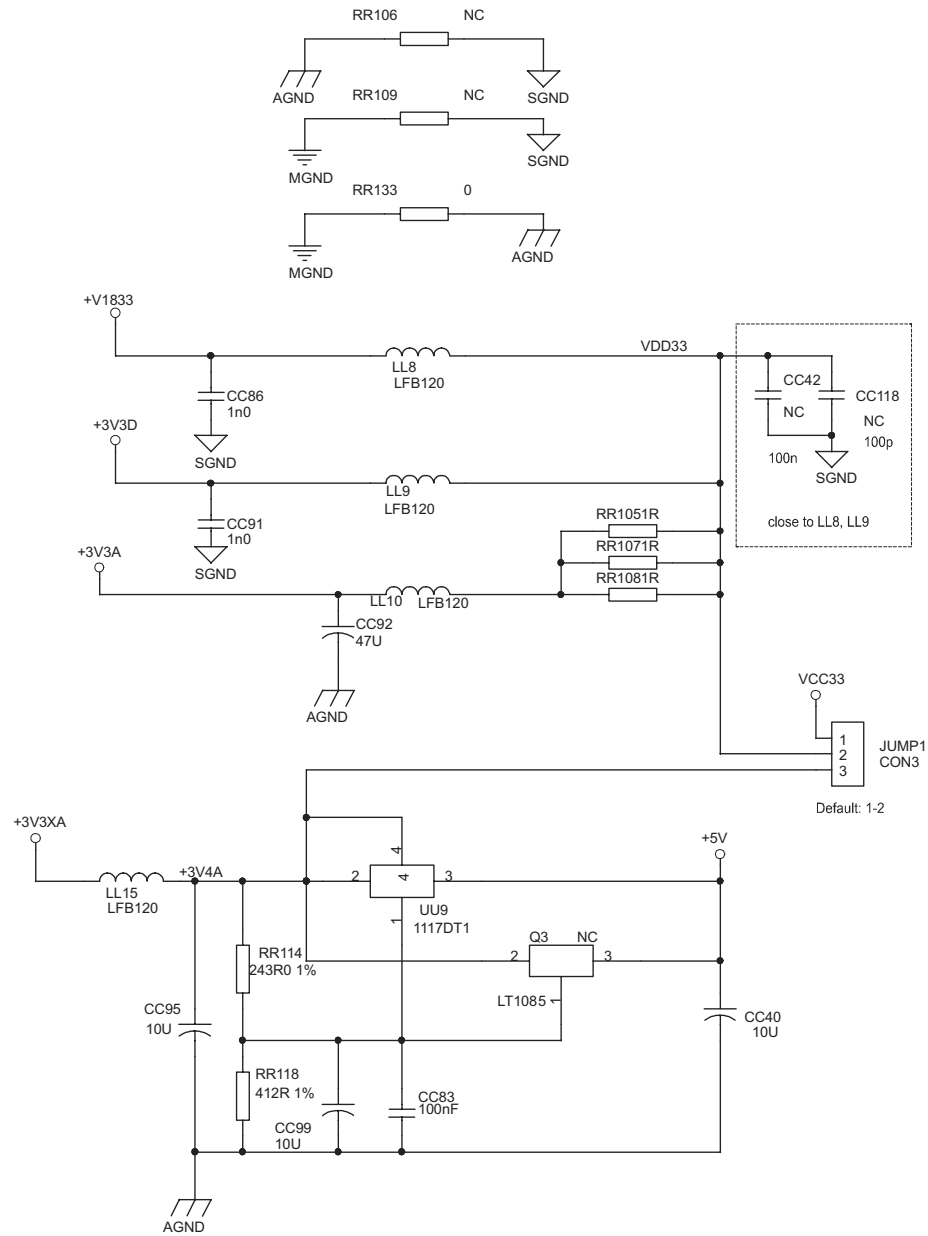 RR106 NC
AGND
SGND
RR109 NC
MGND
SGND
RR133 0
MGND
AGND
+V1833
VDD33
LL8
LFB120
CC86
1n0
SGND
CC42
NC
100n
CC118
NC
100p
SGND
close to LL8, LL9
+3V3D
LL9
LFB120
CC91
1n0
SGND
RR1051R
RR1071R
RR1081R
+3V3A
LL10 LFB120
CC92
47U
AGND
VCC33
1
2
3
JUMP1
CON3
Default: 1-2
+3V3XA
LL15
LFB120
+3V4A
4
2 4 3
1
UU9
1117DT1
+5V
Q3 NC
2 3
1
LT1085
RR114
243R0 1%
CC95
10U
CC40
10U
RR118
412R 1%
CC99
10U
CC83
100nF
AGND